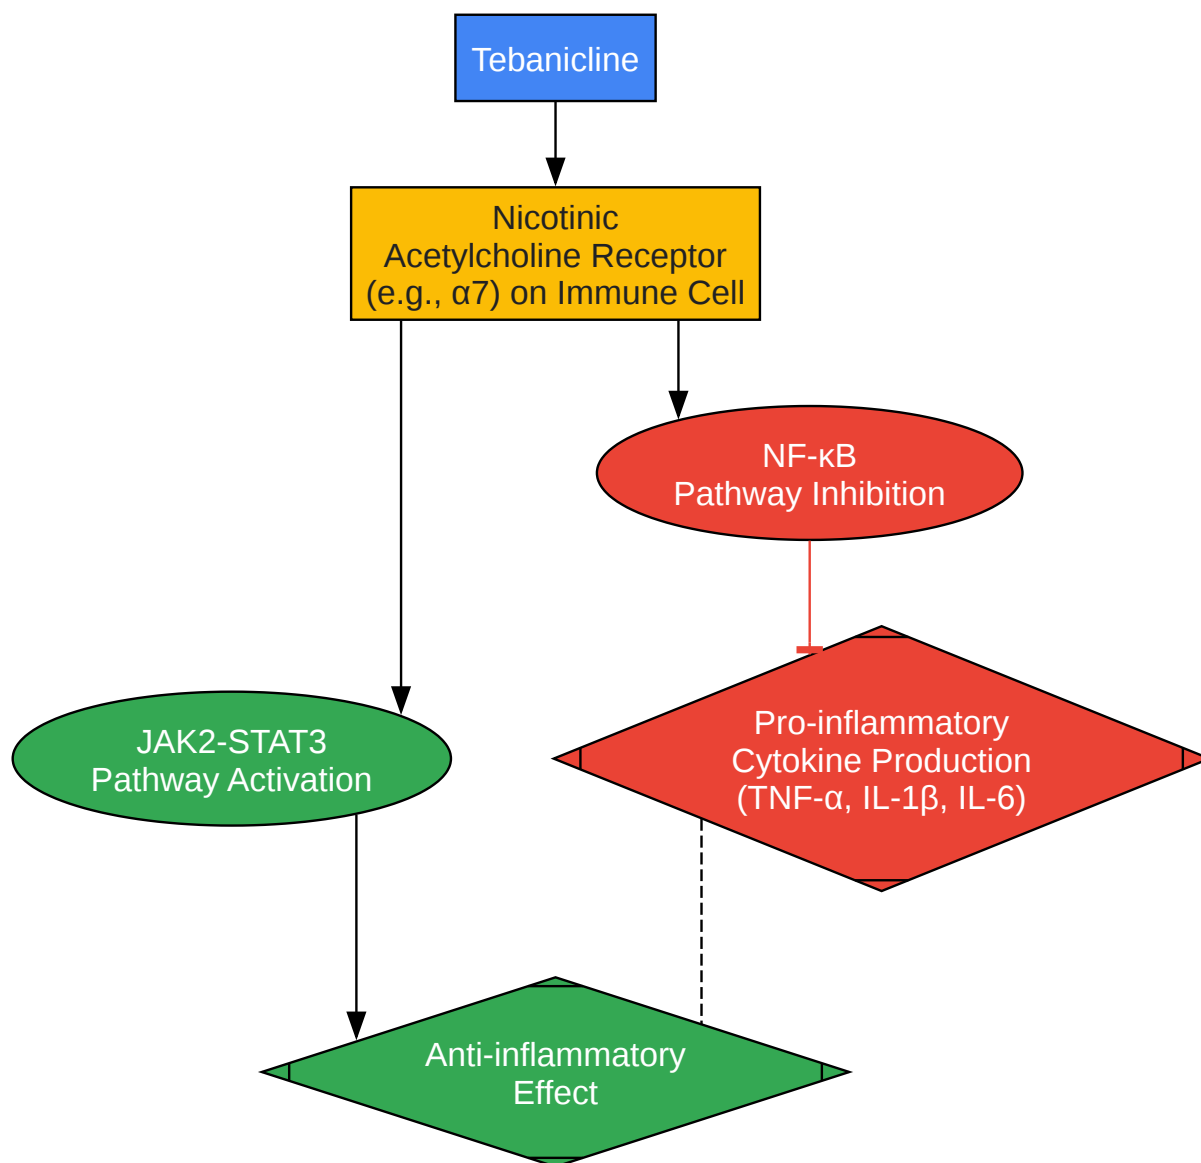 Tebanicline
Nicotinic
Acetylcholine Receptor
(e.g., α7) on Immune Cell
NF-κB
Pathway Inhibition
JAK2-STAT3
Pathway Activation
Pro-inflammatory
Cytokine Production
(TNF-α, IL-1β, IL-6)
Anti-inflammatory
Effect